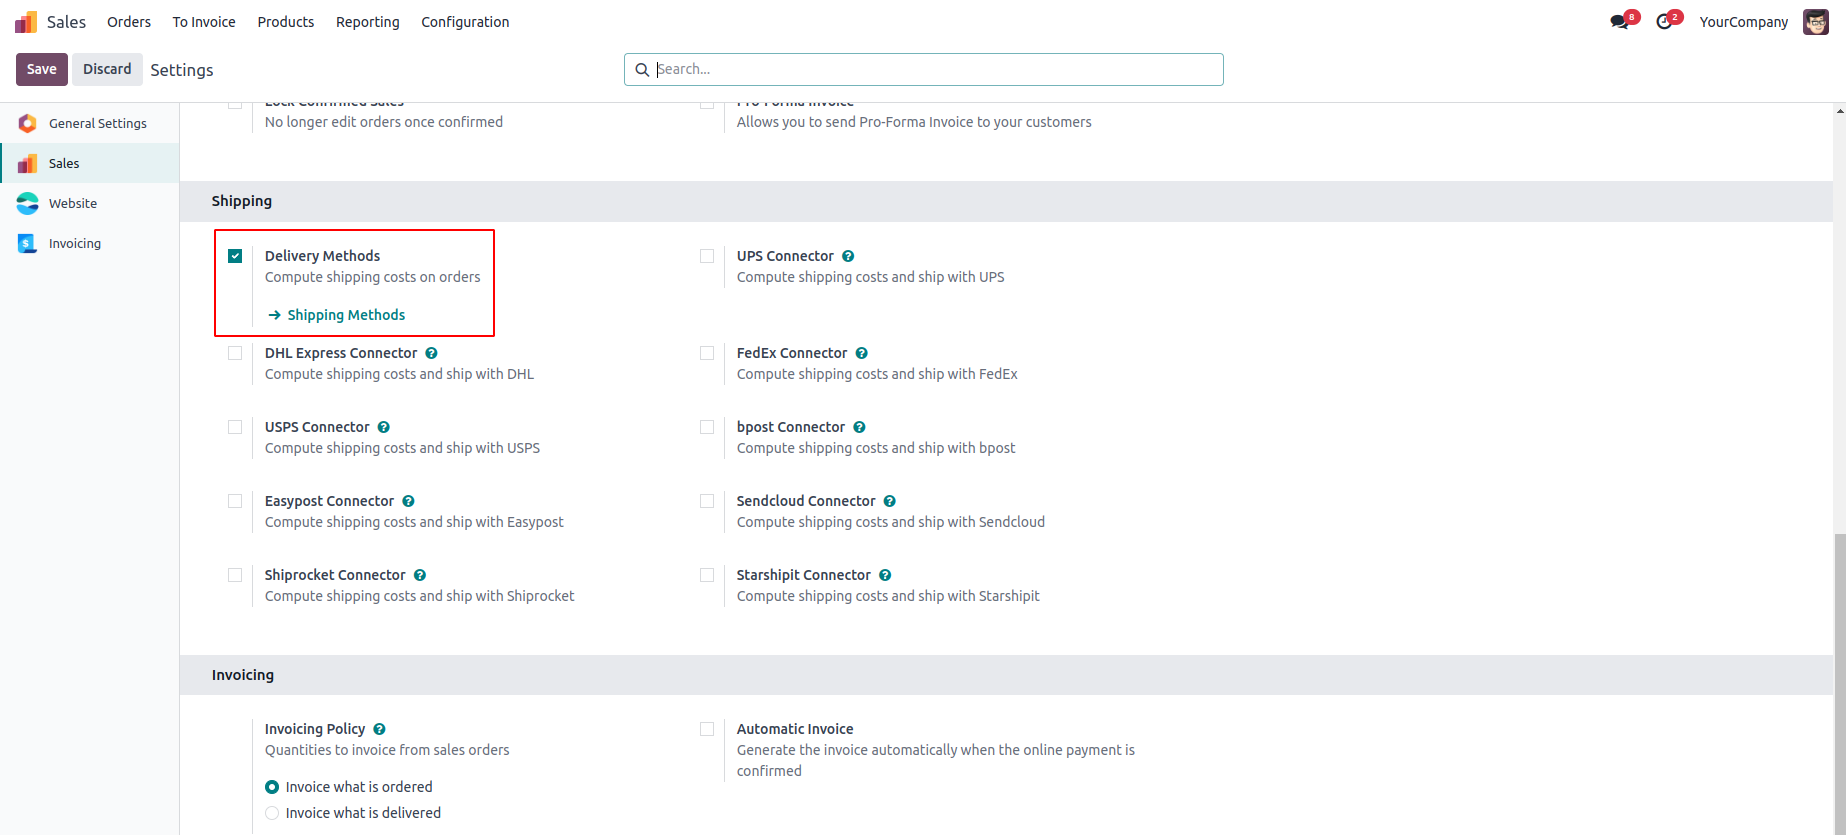 Sales Orders To Invoice Products Reporting Configuration 8 2 YourCompany
Save Discard Settings Search...
General Settings
Sales
Website
Invoicing
Lock Confirmed Sales
No longer edit orders once confirmed
Pro-Forma Invoice
Allows you to send Pro-Forma Invoice to your customers
Shipping
Delivery Methods
Compute shipping costs on orders
Shipping Methods
UPS Connector ?
Compute shipping costs and ship with UPS
DHL Express Connector ?
Compute shipping costs and ship with DHL
FedEx Connector ?
Compute shipping costs and ship with FedEx
USPS Connector ?
Compute shipping costs and ship with USPS
bpost Connector ?
Compute shipping costs and ship with bpost
Easypost Connector ?
Compute shipping costs and ship with Easypost
Sendcloud Connector ?
Compute shipping costs and ship with Sendcloud
Shiprocket Connector ?
Compute shipping costs and ship with Shiprocket
Starshipit Connector ?
Compute shipping costs and ship with Starshipit
Invoicing
Invoicing Policy ?
Quantities to invoice from sales orders
Invoice what is ordered
Invoice what is delivered
Automatic Invoice
Generate the invoice automatically when the online payment is
confirmed